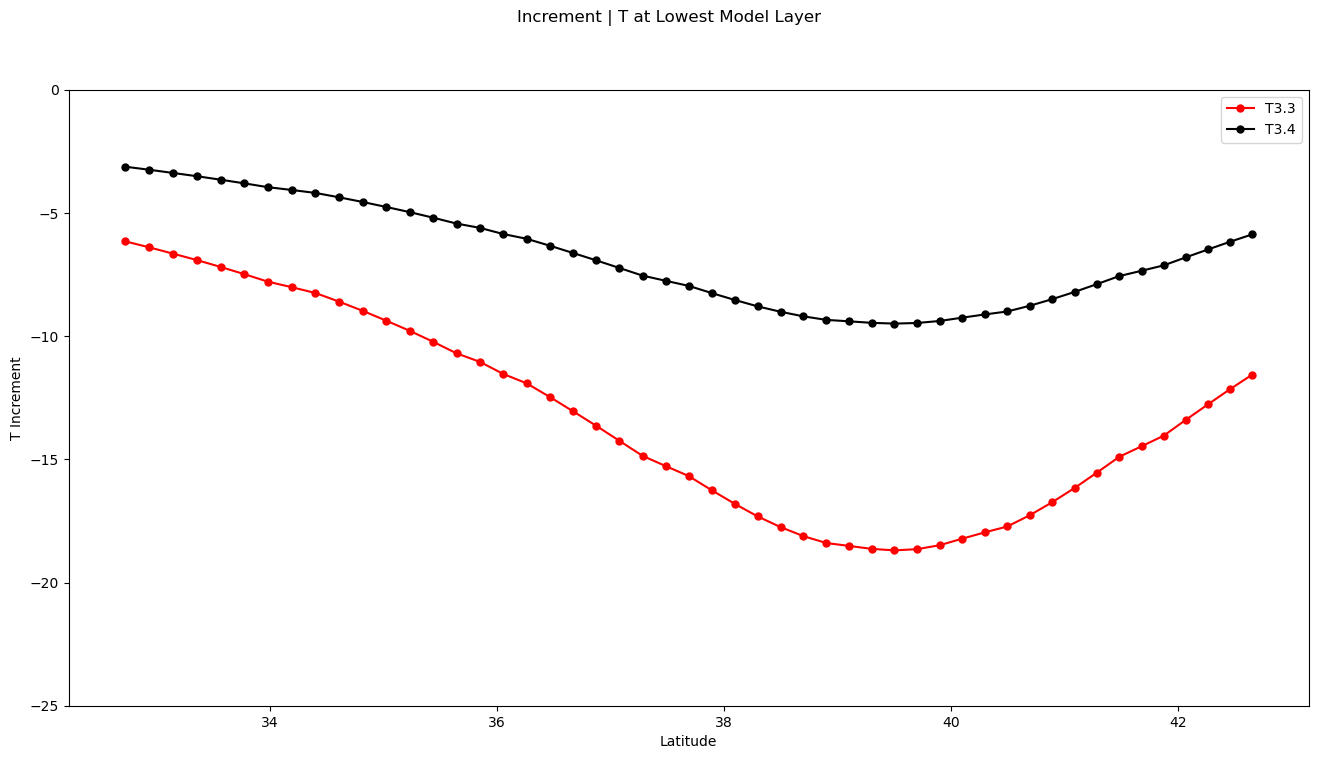 Increment | T at Lowest Model Layer
T3.3
T3.4
0
−5
−10
−15
−20
−25
T Increment
34
36
38
40
42
Latitude